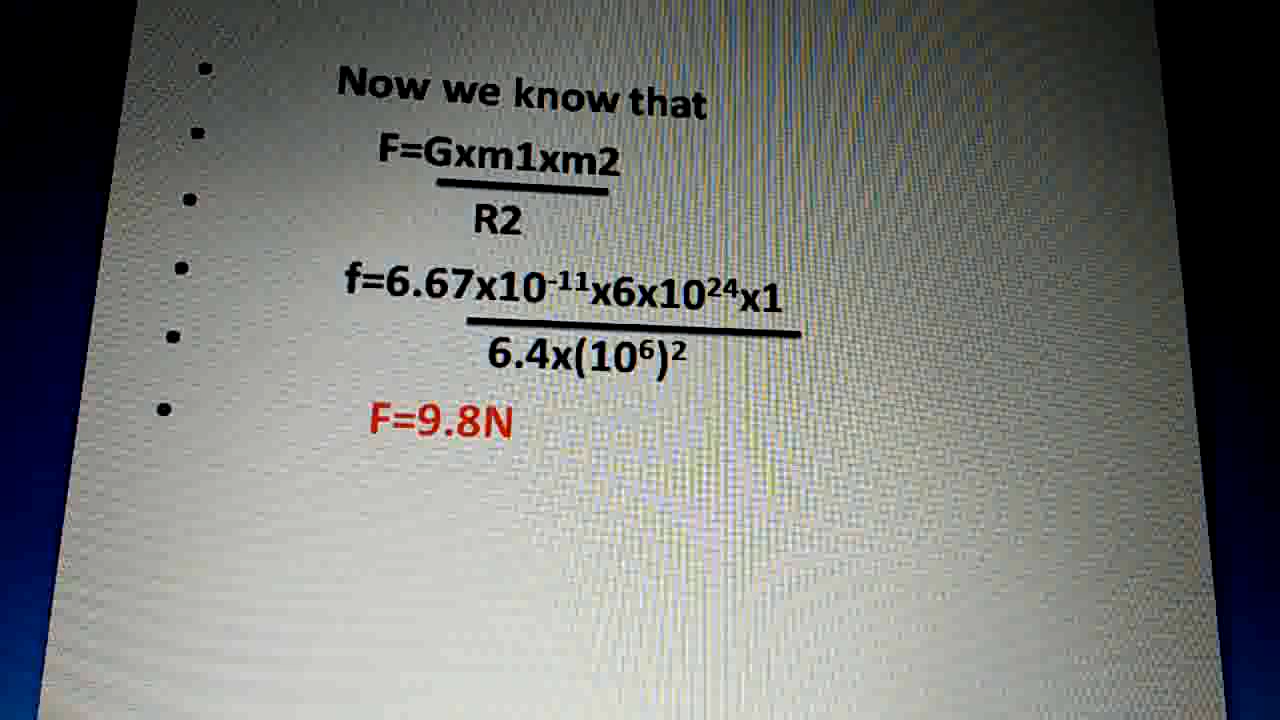 Now we know that
F=Gxm1xm2
R2
f=6.67x10⁻¹¹x6x10²⁴x1
6.4x(10⁶)²
F=9.8N